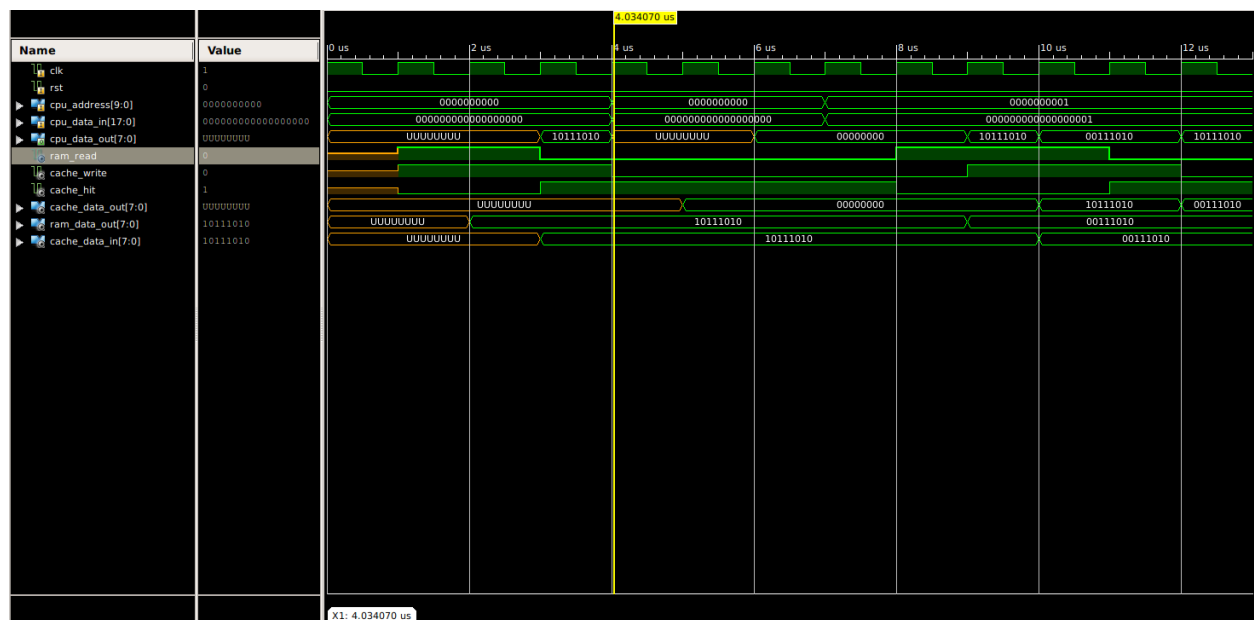 4.034070 us
Name Value
0 us 2 us 4 us 6 us 8 us 10 us 12 us
clk 1
rst 0
cpu_address[9:0] 0000000000 0000000000 0000000000 0000000001
cpu_data_in[17:0] 000000000000000000 000000000000000000 000000000000000000 000000000000000001
cpu_data_out[7:0] UUUUUUUU UUUUUUUU 10111010 UUUUUUUU 00000000 10111010 00111010 10111010
ram_read 0
cache_write 0
cache_hit 1
cache_data_out[7:0] UUUUUUUU UUUUUUUU 00000000 10111010 00111010
ram_data_out[7:0] 10111010 UUUUUUUU 10111010 00111010
cache_data_in[7:0] 10111010 UUUUUUUU 10111010 00111010
X1: 4.034070 us